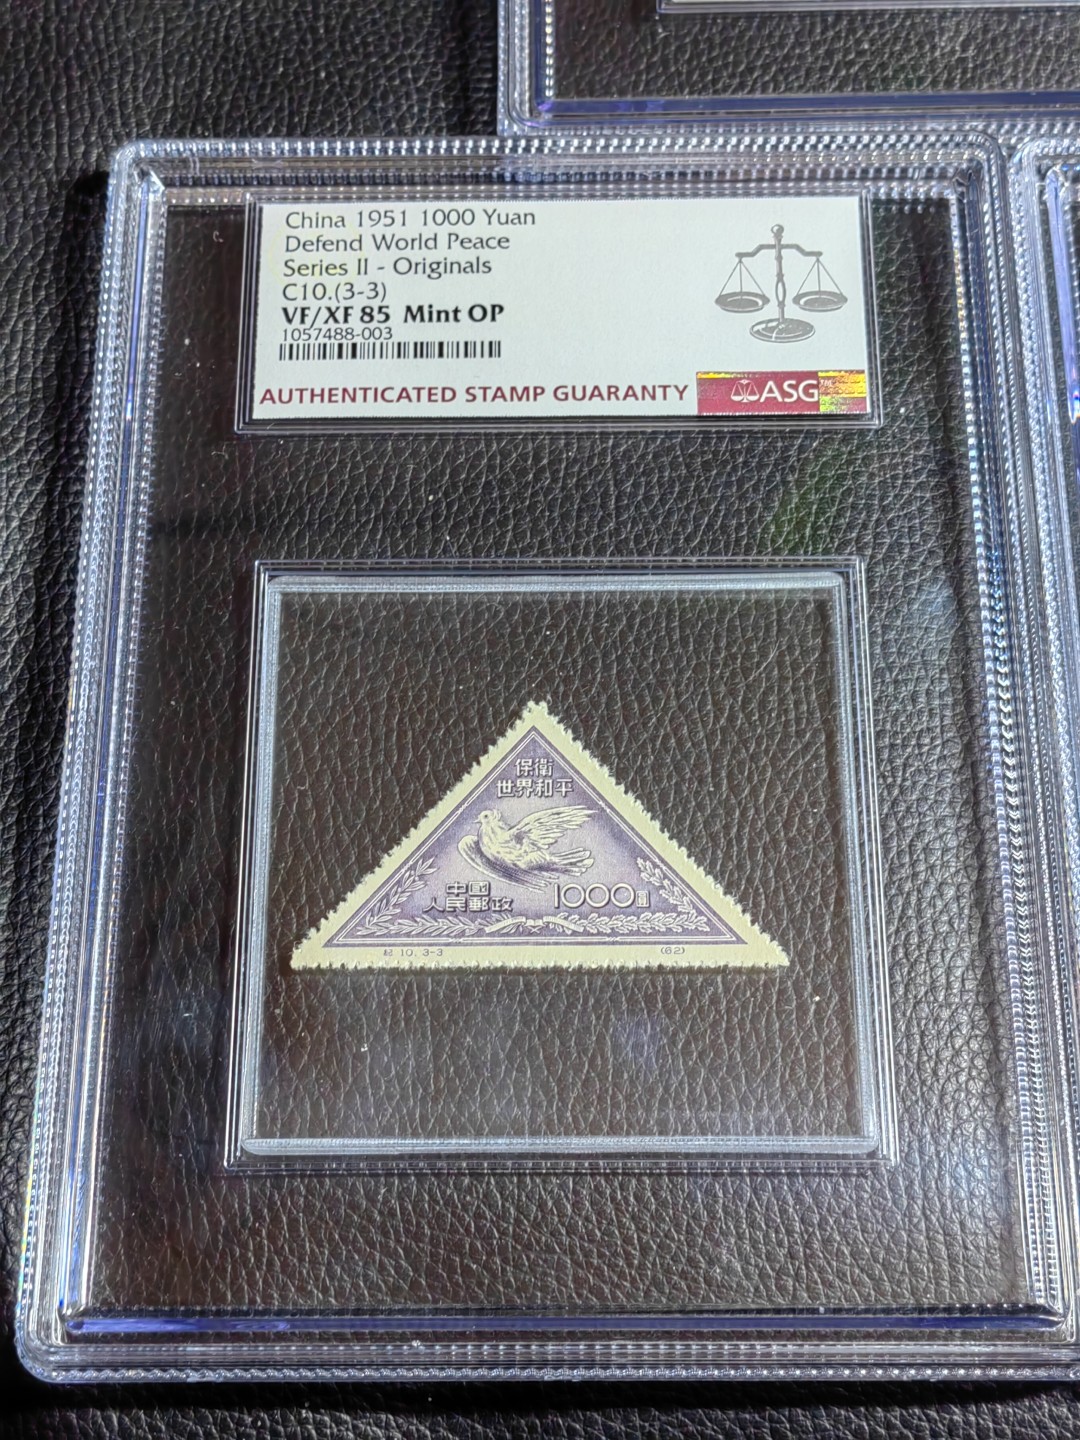 China 1951 1000 Yuan
Defend World Peace
Series II - Originals
C10.(3-3)
VF/XF 85 Mint OP
1057488-003
AUTHENTICATED STAMP GUARANTY
ASG™
保衛
世界和平
中國
人民郵政
1000圓
紀 10. 3-3
(62)